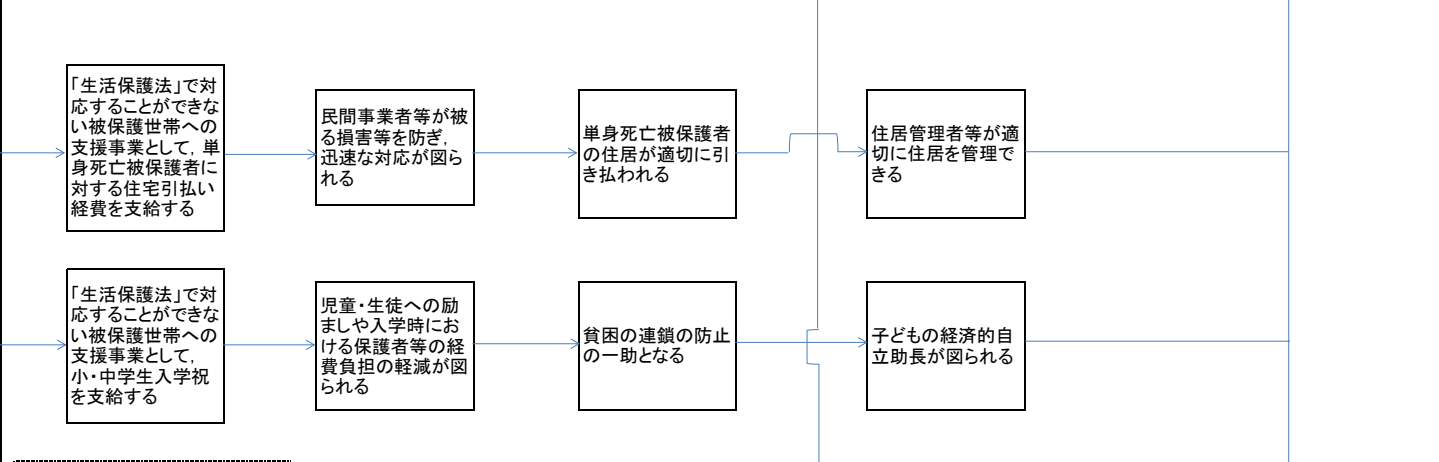 「生活保護法」で対
応することができな
い被保護世帯への
支援事業として，単
身死亡被保護者に
対する住宅引払い
経費を支給する
民間事業者等が被
る損害等を防ぎ，
迅速な対応が図ら
れる
単身死亡被保護者
の住居が適切に引
き払われる
住居管理者等が適
切に住居を管理で
きる
「生活保護法」で対
応することができな
い被保護世帯への
支援事業として，
小・中学生入学祝
を支給する
児童・生徒への励
ましや入学時にお
ける保護者等の経
費負担の軽減が図
られる
貧困の連鎖の防止
の一助となる
子どもの経済的自
立助長が図られる